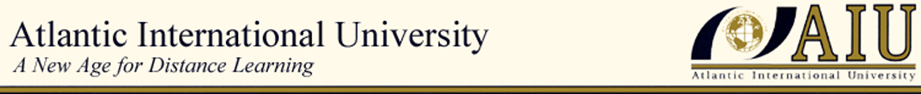 Atlantic International University
A New Age for Distance Learning
AIU
Atlantic International University